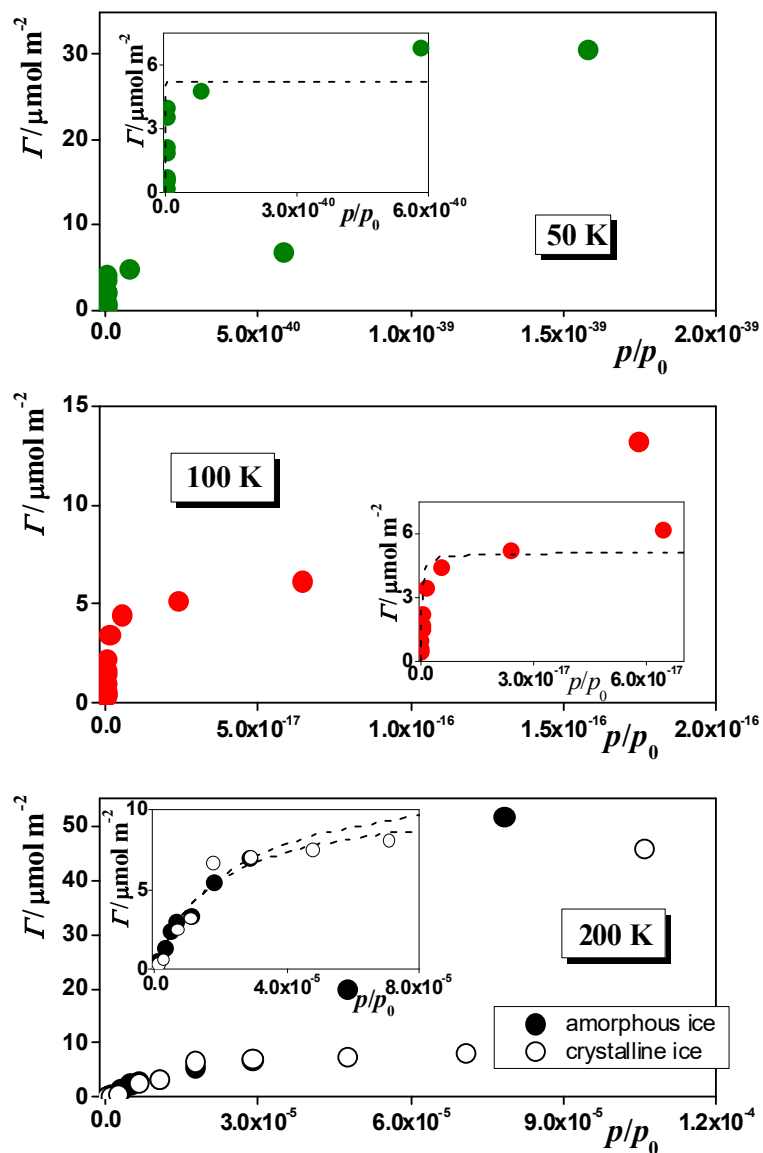 Γ/μmol m⁻²
30
20
10
0
0.0 5.0x10⁻⁴⁰ 1.0x10⁻³⁹ 1.5x10⁻³⁹ 2.0x10⁻³⁹
p/p₀
50 K
Γ/μmol m⁻²
6
3
0
0.0 3.0x10⁻⁴⁰ 6.0x10⁻⁴⁰
p/p₀
Γ/μmol m⁻²
15
10
5
0
0.0 5.0x10⁻¹⁷ 1.0x10⁻¹⁶ 1.5x10⁻¹⁶ 2.0x10⁻¹⁶
p/p₀
100 K
Γ/μmol m⁻²
6
3
0
0.0 3.0x10⁻¹⁷ 6.0x10⁻¹⁷
p/p₀
Γ/μmol m⁻²
50
40
30
20
10
0
0.0 3.0x10⁻⁵ 6.0x10⁻⁵ 9.0x10⁻⁵ 1.2x10⁻⁴
p/p₀
200 K
Γ/μmol m⁻²
10
5
0
0.0 4.0x10⁻⁵ 8.0x10⁻⁵
p/p₀
amorphous ice
crystalline ice